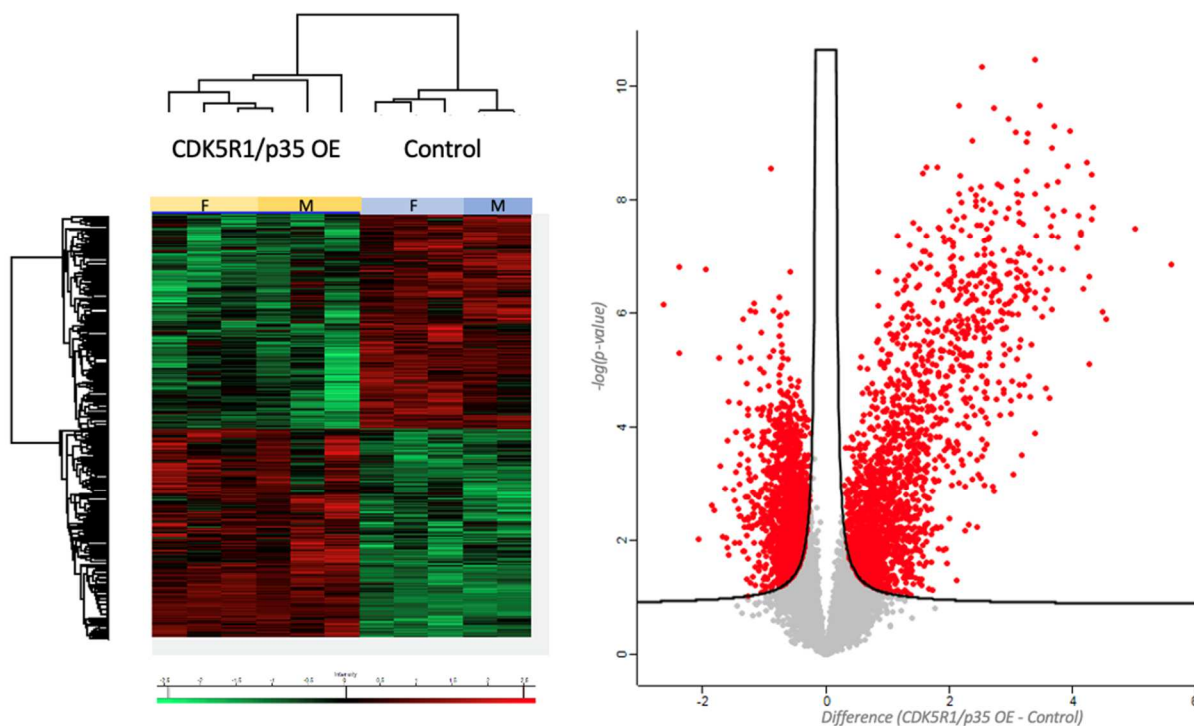 CDK5R1/p35 OE Control
F M F M
Intensity
-2.5 -2 -1.5 -1 -0.5 0 0.5 1 1.5 2 2.5
10
8
6
4
2
0
-log(p-value)
-2 0 2 4 6
Difference (CDK5R1/p35 OE - Control)